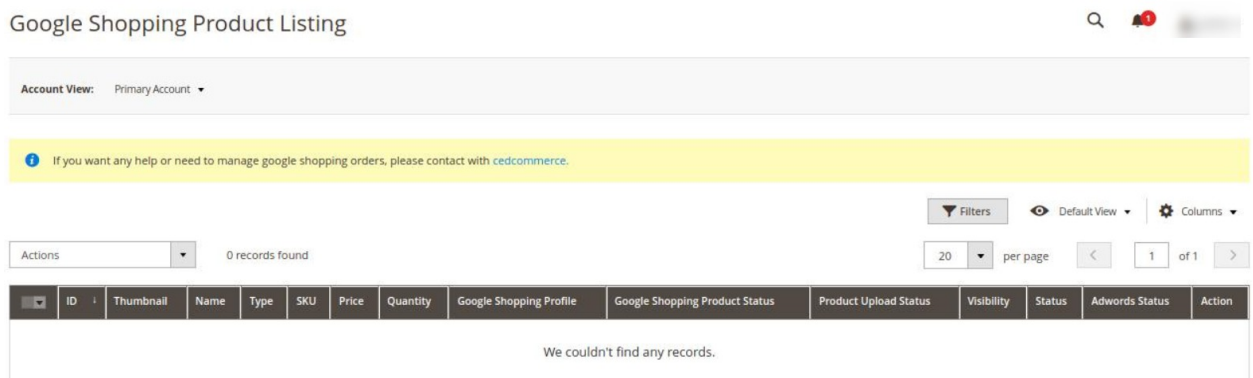 Google Shopping Product Listing
1
Account View: Primary Account
If you want any help or need to manage google shopping orders, please contact with cedcommerce.
Filters Default View Columns
Actions 0 records found 20 per page 1 of 1
ID Thumbnail Name Type SKU Price Quantity Google Shopping Profile Google Shopping Product Status Product Upload Status Visibility Status Adwords Status Action
We couldn't find any records.